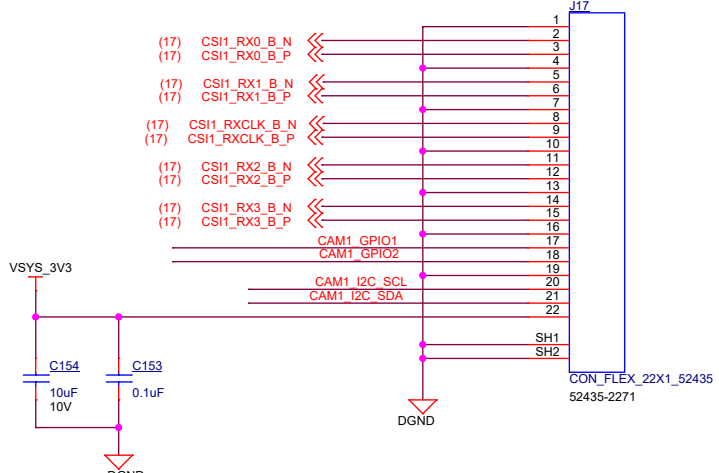 J17
1
(17) CSI1_RX0_B_N 2
(17) CSI1_RX0_B_P 3
4
(17) CSI1_RX1_B_N 5
(17) CSI1_RX1_B_P 6
7
(17) CSI1_RXCLK_B_N 8
(17) CSI1_RXCLK_B_P 9
10
(17) CSI1_RX2_B_N 11
(17) CSI1_RX2_B_P 12
13
(17) CSI1_RX3_B_N 14
(17) CSI1_RX3_B_P 15
16
CAM1_GPIO1 17
CAM1_GPIO2 18
VSYS_3V3 19
CAM1_I2C_SCL 20
CAM1_I2C_SDA 21
22
SH1
SH2
C154 C153
CON_FLEX_22X1_52435
10uF 0.1uF
10V
52435-2271
DGND
DGND